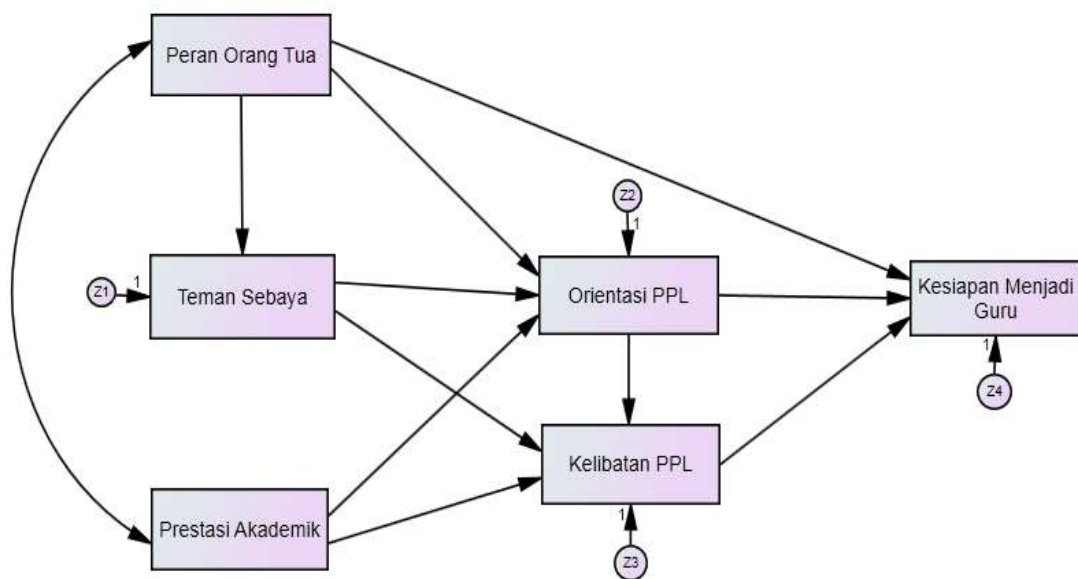 Peran Orang Tua
Z2
1
Z1
1
Teman Sebaya
Orientasi PPL
Kesiapan Menjadi
Guru
1
Z4
Kelibatan PPL
Prestasi Akademik
1
Z3